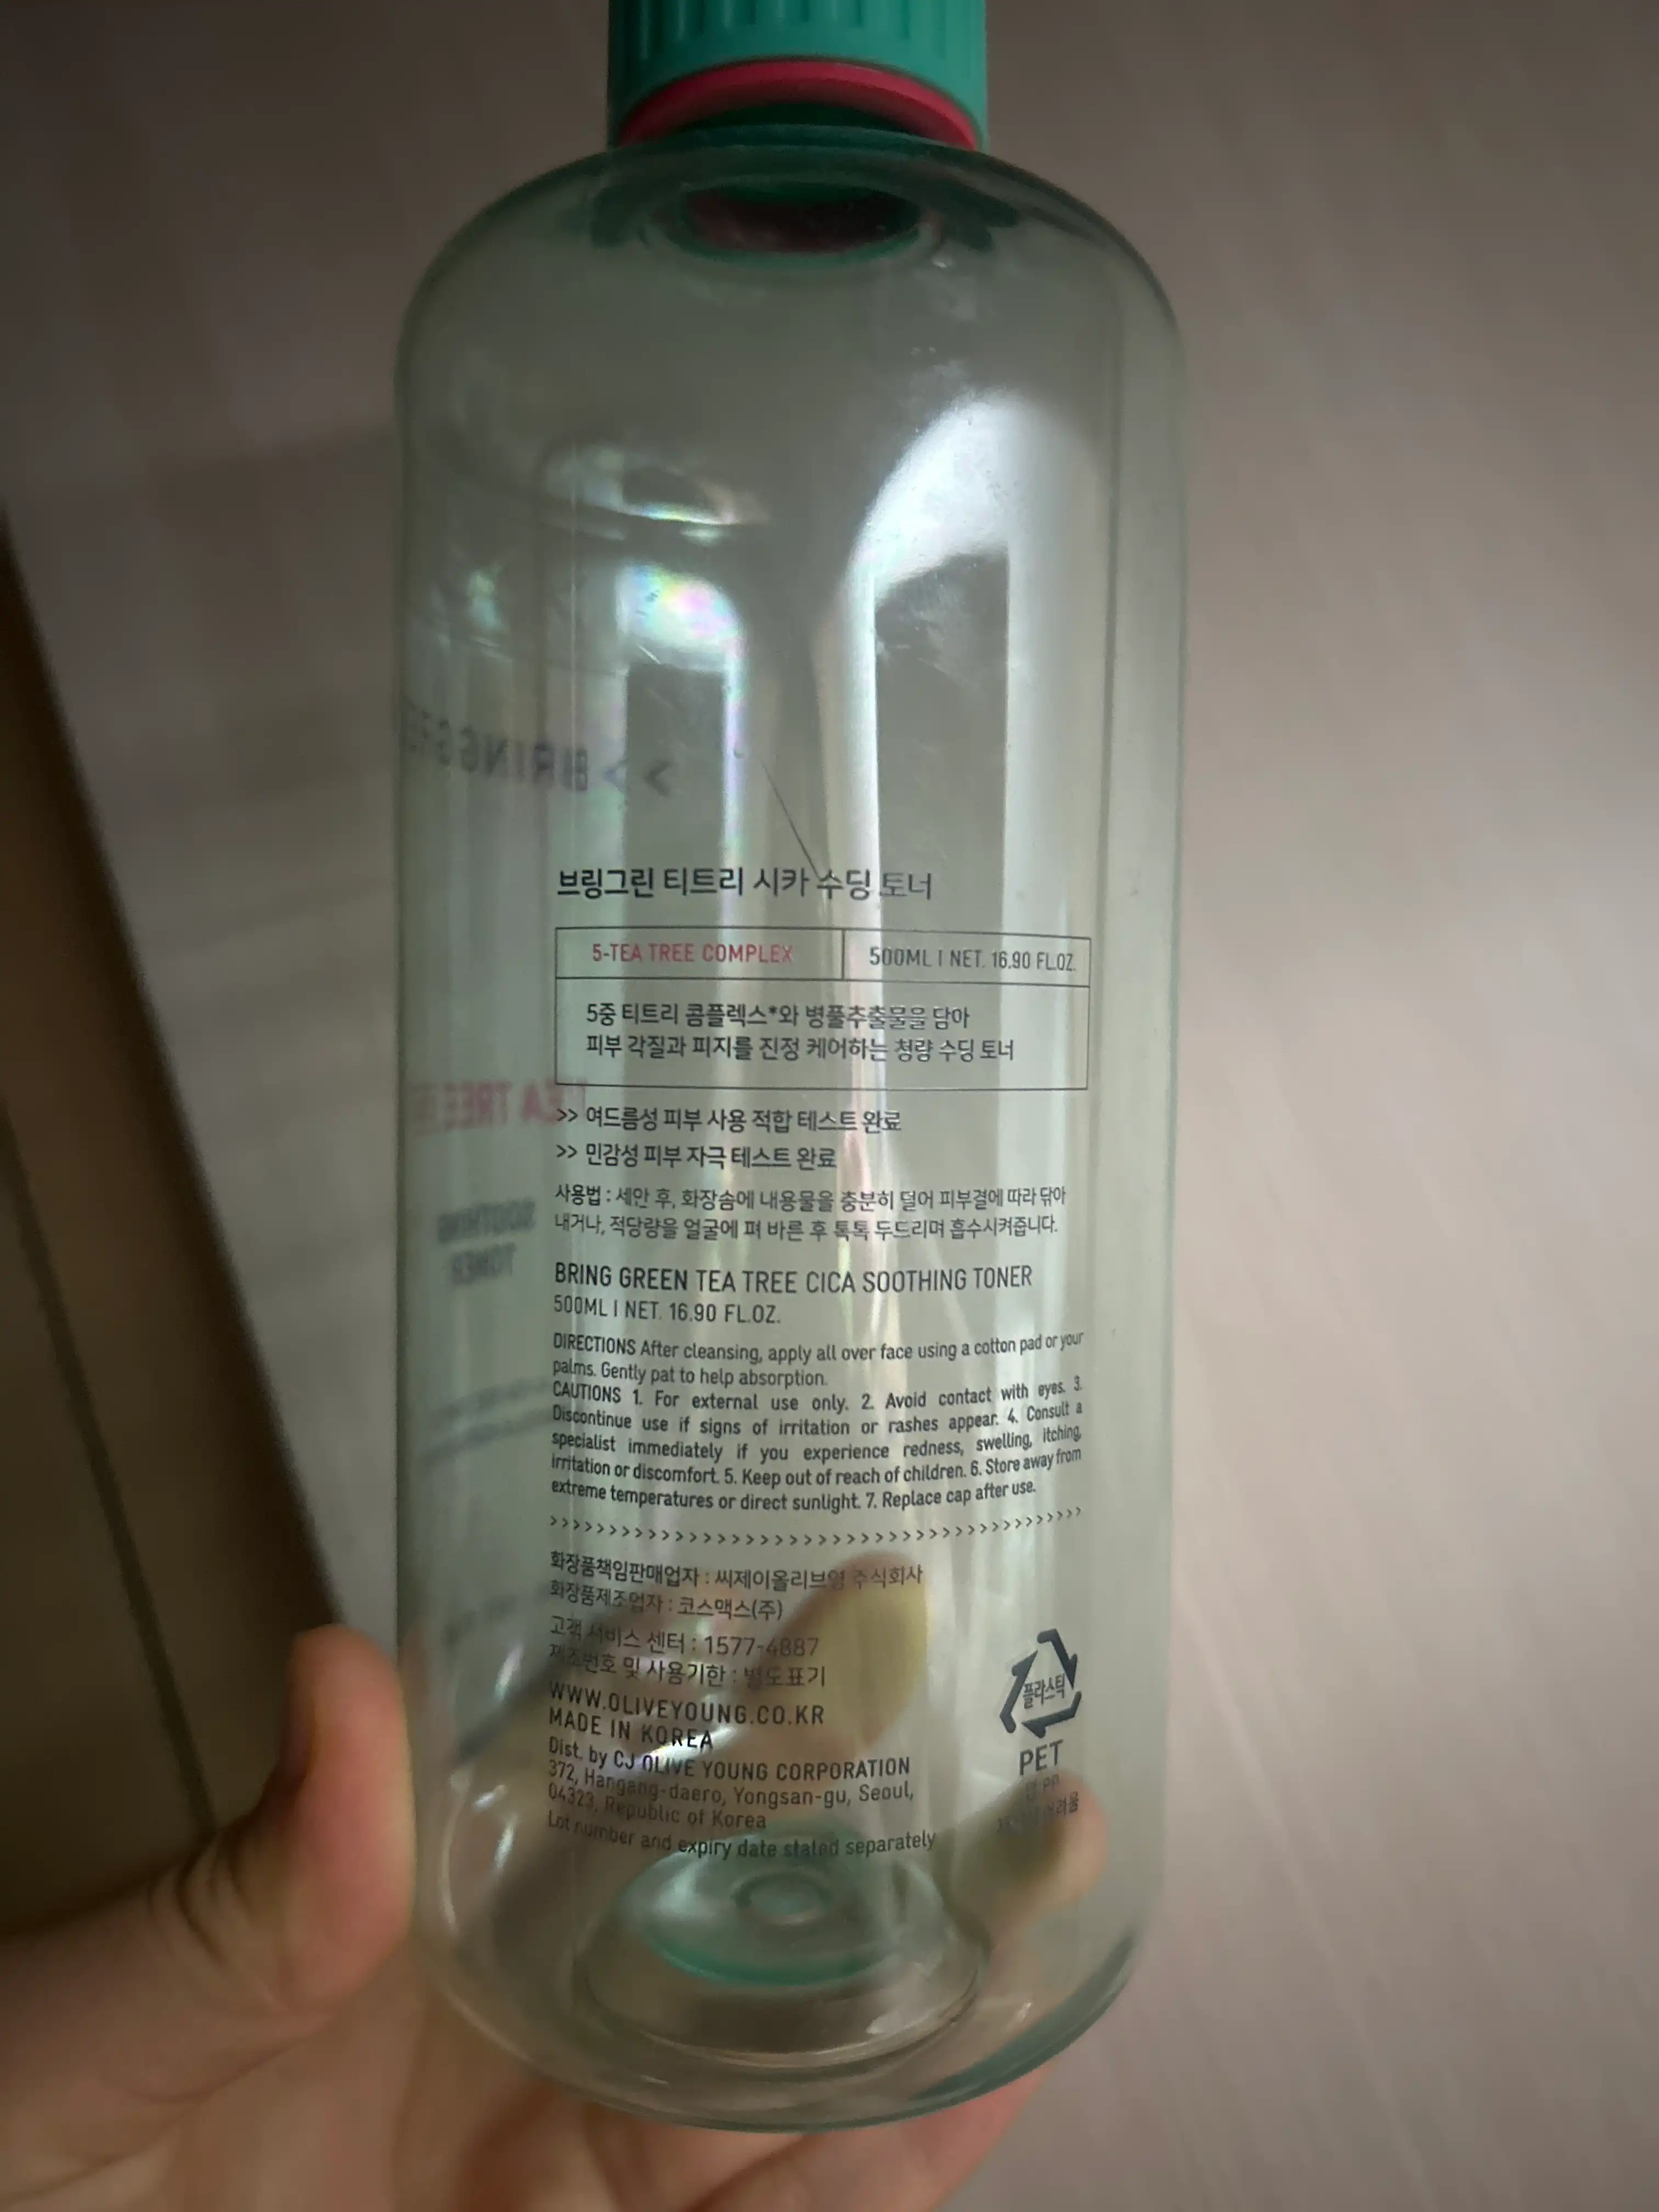 브링그린 티트리 시카 수딩 토너
5-TEA TREE COMPLEX
500ML I NET. 16.90 FL.OZ.
5중 티트리 콤플렉스*와 병풀추출물을 담아
피부 각질과 피지를 진정 케어하는 청량 수딩 토너
>> 여드름성 피부 사용 적합 테스트 완료
>> 민감성 피부 자극 테스트 완료
사용법 : 세안 후, 화장솜에 내용물을 충분히 덜어 피부결에 따라 닦아
내거나, 적당량을 얼굴에 펴 바른 후 톡톡 두드리며 흡수시켜줍니다.
BRING GREEN TEA TREE CICA SOOTHING TONER
500ML I NET. 16.90 FL.OZ.
DIRECTIONS After cleansing, apply all over face using a cotton pad or your
palms. Gently pat to help absorption.
CAUTIONS 1. For external use only. 2. Avoid contact with eyes. 3.
Discontinue use if signs of irritation or rashes appear. 4. Consult a
specialist immediately if you experience redness, swelling, itching,
irritation or discomfort. 5. Keep out of reach of children. 6. Store away from
extreme temperatures or direct sunlight. 7. Replace cap after use.
>>>>>>>>>>>>>>>>>>>>>>>>>>>>>>>>>>>>>>>>>>
화장품책임판매업자 : 씨제이올리브영 주식회사
화장품제조업자 : 코스맥스(주)
고객 서비스 센터 : 1577-4887
제조번호 및 사용기한 : 별도표기
WWW.OLIVEYOUNG.CO.KR
MADE IN KOREA
Dist. by CJ OLIVE YOUNG CORPORATION
372, Hangang-daero, Yongsan-gu, Seoul,
04323, Republic of Korea
Lot number and expiry date stated separately
플라스틱
PET
> > BRING
TEA TREE
SOOTHING
TONER